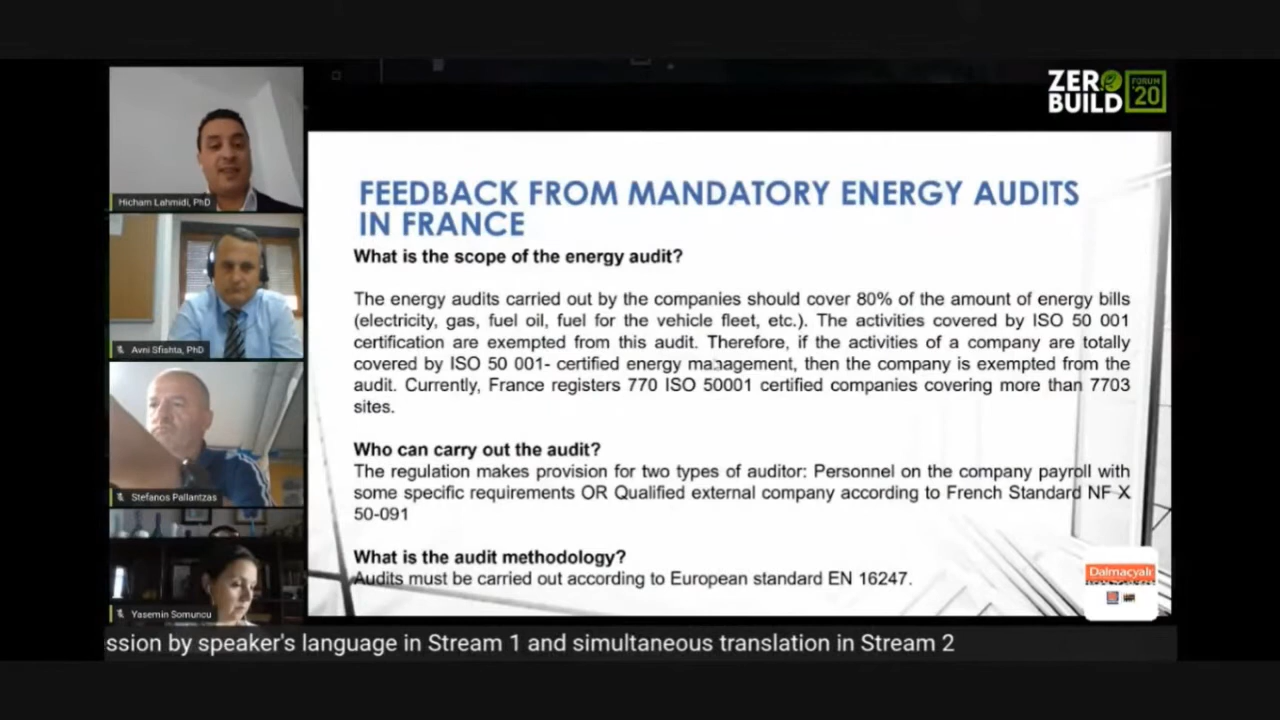 ZERO BUILD
FORUM '20
FEEDBACK FROM MANDATORY ENERGY AUDITS
IN FRANCE
What is the scope of the energy audit?
The energy audits carried out by the companies should cover 80% of the amount of energy bills
(electricity, gas, fuel oil, fuel for the vehicle fleet, etc.). The activities covered by ISO 50 001
certification are exempted from this audit. Therefore, if the activities of a company are totally
covered by ISO 50 001- certified energy management, then the company is exempted from the
audit. Currently, France registers 770 ISO 50001 certified companies covering more than 7703
sites.
Who can carry out the audit?
The regulation makes provision for two types of auditor: Personnel on the company payroll with
some specific requirements OR Qualified external company according to French Standard NF X
50-091
What is the audit methodology?
Audits must be carried out according to European standard EN 16247.
Hicham Lahmidi, PhD
Avni Sfishta, PhD
Stefanos Pallantzas
Yasemin Somuncu
Dalmaçyalı
ssion by speaker's language in Stream 1 and simultaneous translation in Stream 2